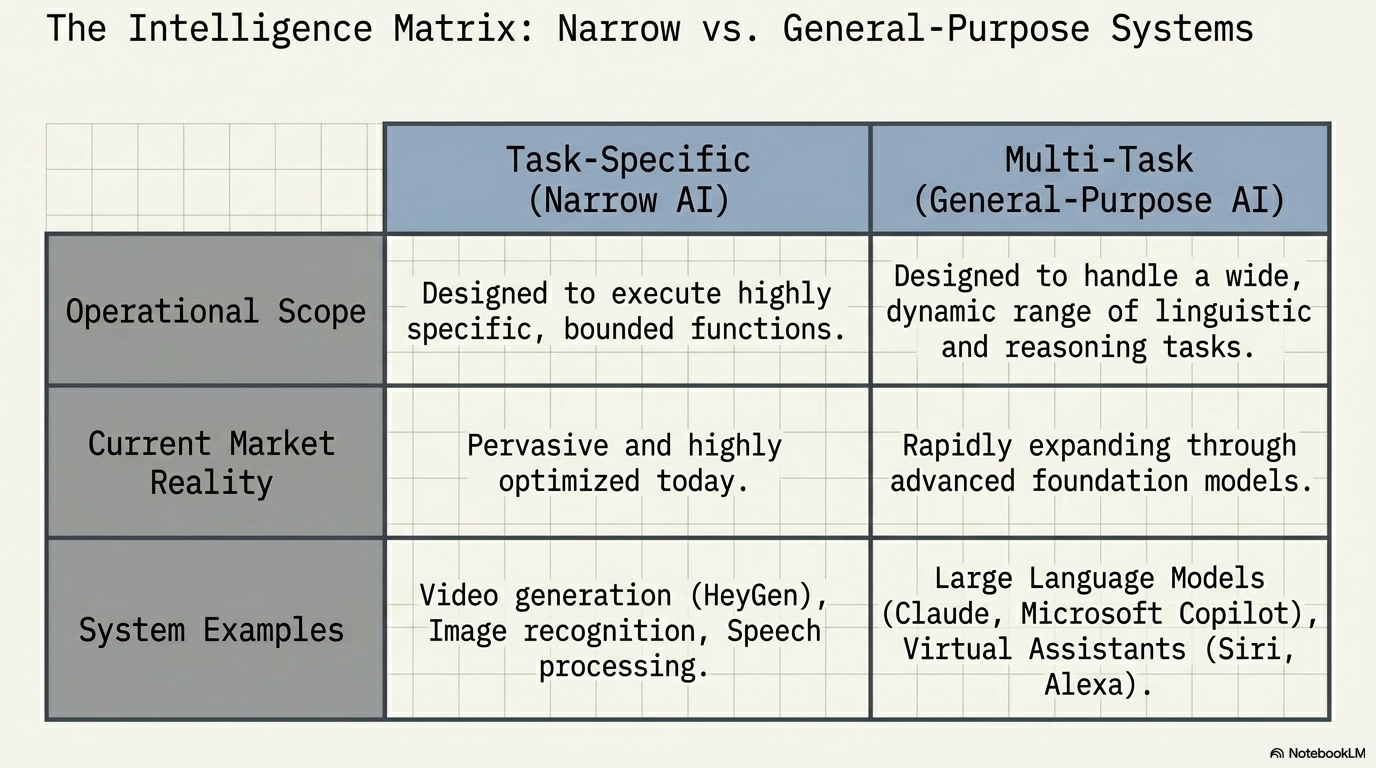 The Intelligence Matrix: Narrow vs. General-Purpose Systems
Task-Specific
(Narrow AI)
Multi-Task
(General-Purpose AI)
Operational Scope
Designed to execute highly
specific, bounded functions.
Designed to handle a wide,
dynamic range of linguistic
and reasoning tasks.
Current Market
Reality
Pervasive and highly
optimized today.
Rapidly expanding through
advanced foundation models.
System Examples
Video generation (HeyGen),
Image recognition, Speech
processing.
Large Language Models
(Claude, Microsoft Copilot),
Virtual Assistants (Siri,
Alexa).
NotebookLM